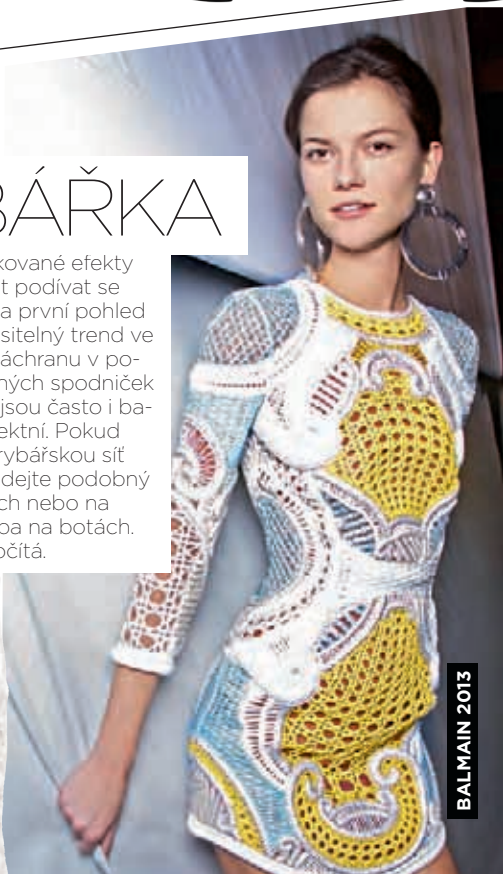 BÁŘKA
kované efekty
t podívat se
a první pohled
sitelný trend ve
áchranu v po-
ných spodniček
jsou často i ba-
ektní. Pokud
rybářskou síť
dejte podobný
ch nebo na
ba na botách.
očítá.
BALMAIN 2013